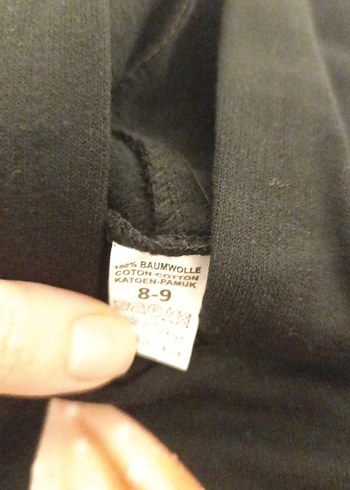 100% BAUMWOLLE
COTON-COTTON
KATOEN-PAMUK
8-9